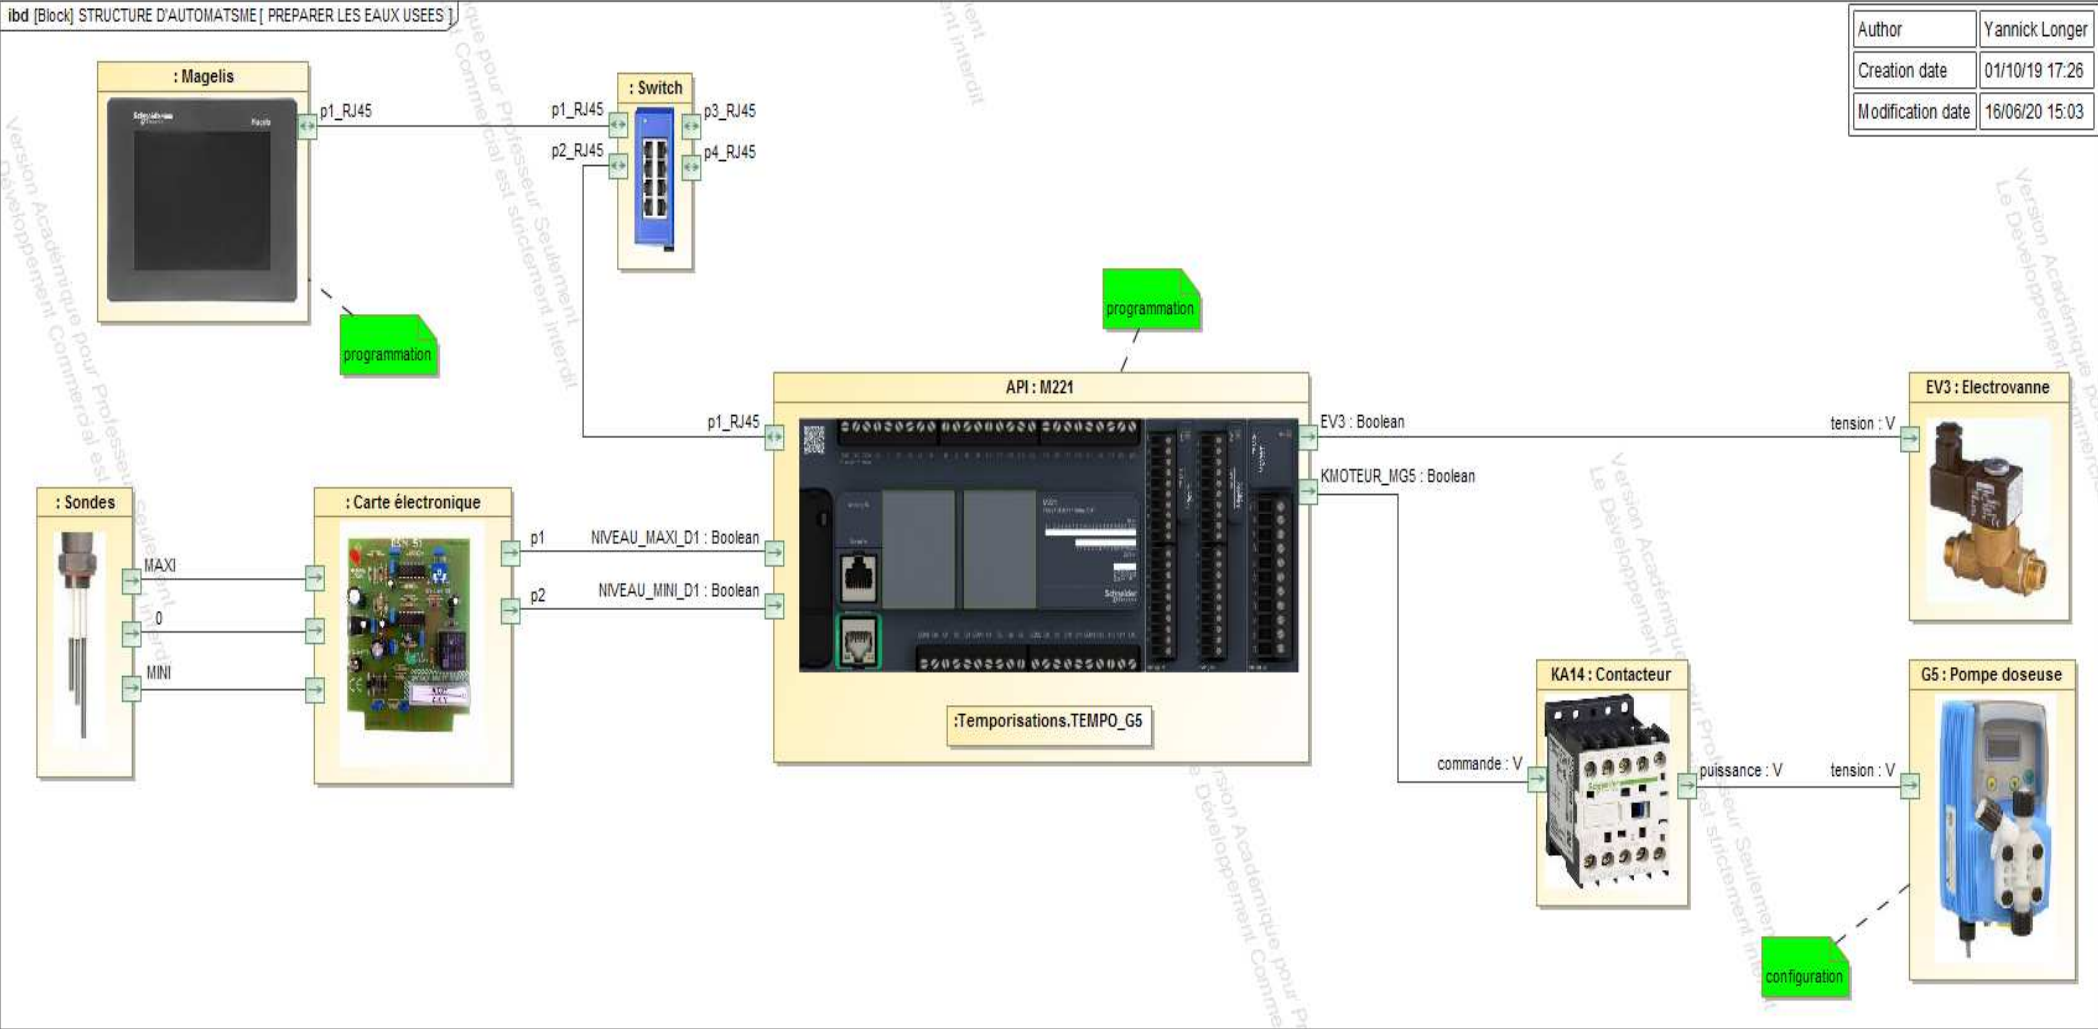 ibd [Block] STRUCTURE D'AUTOMATSME [ PREPARER LES EAUX USEES ]
Author Yannick Longer
Creation date 01/10/19 17:26
Modification date 16/06/20 15:03
: Magelis
p1_RJ45
programmation
: Switch
p1_RJ45
p2_RJ45
p3_RJ45
p4_RJ45
programmation
API : M221
p1_RJ45
NIVEAU_MAXI_D1 : Boolean
NIVEAU_MINI_D1 : Boolean
EV3 : Boolean
KMOTEUR_MG5 : Boolean
Schneider
:Temporisations.TEMPO_G5
: Sondes
MAXI
0
MINI
: Carte électronique
p1
p2
EV3 : Electrovanne
tension : V
KA14 : Contacteur
commande : V
puissance : V
G5 : Pompe doseuse
tension : V
configuration
Version Académique pour Professeur Seulement
Le Développement Commercial est strictement interdit